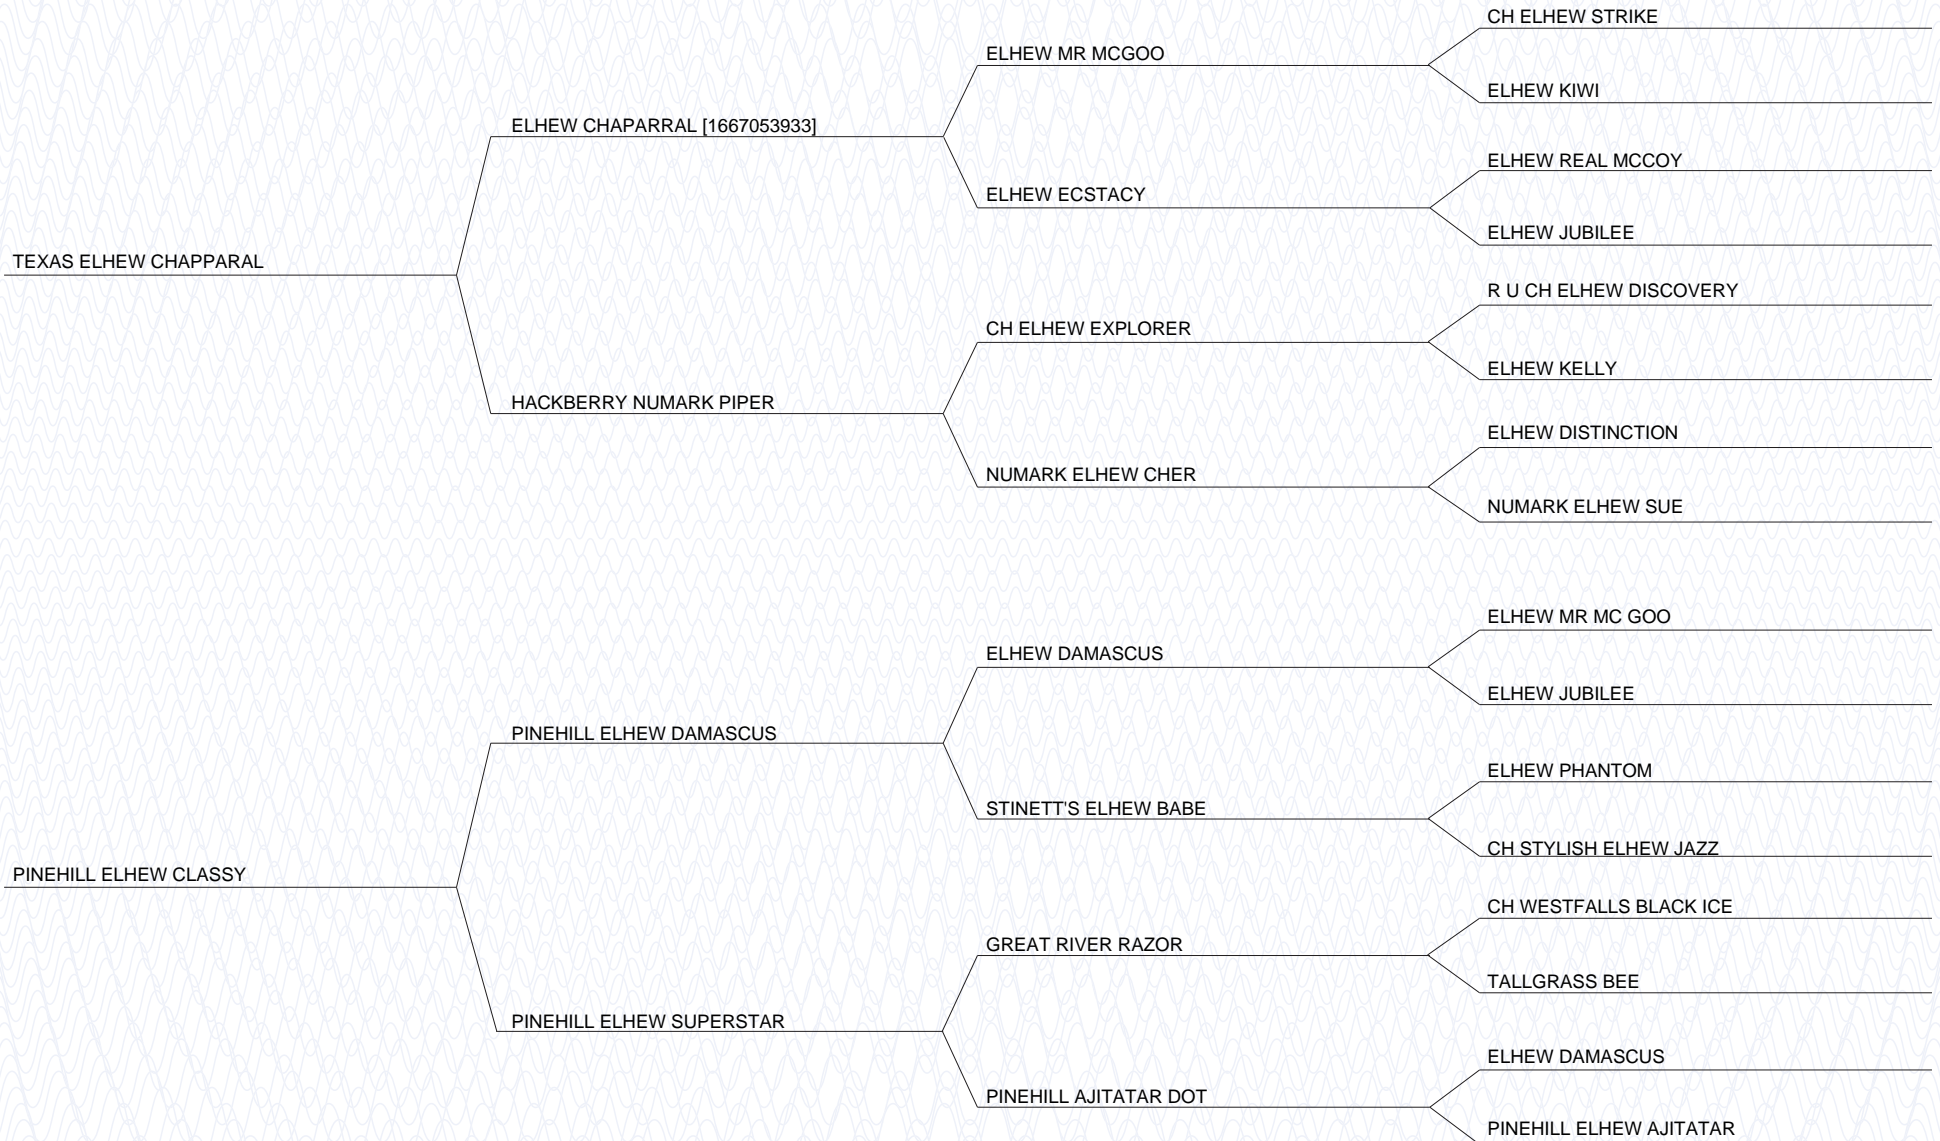 CH ELHEW STRIKE
ELHEW MR MCGOO
ELHEW KIWI
ELHEW CHAPARRAL [1667053933]
ELHEW REAL MCCOY
ELHEW ECSTACY
ELHEW JUBILEE
TEXAS ELHEW CHAPPARAL
R U CH ELHEW DISCOVERY
CH ELHEW EXPLORER
ELHEW KELLY
HACKBERRY NUMARK PIPER
ELHEW DISTINCTION
NUMARK ELHEW CHER
NUMARK ELHEW SUE
ELHEW MR MC GOO
ELHEW DAMASCUS
ELHEW JUBILEE
PINEHILL ELHEW DAMASCUS
ELHEW PHANTOM
STINETT'S ELHEW BABE
CH STYLISH ELHEW JAZZ
PINEHILL ELHEW CLASSY
CH WESTFALLS BLACK ICE
GREAT RIVER RAZOR
TALLGRASS BEE
PINEHILL ELHEW SUPERSTAR
ELHEW DAMASCUS
PINEHILL AJITATAR DOT
PINEHILL ELHEW AJITATAR